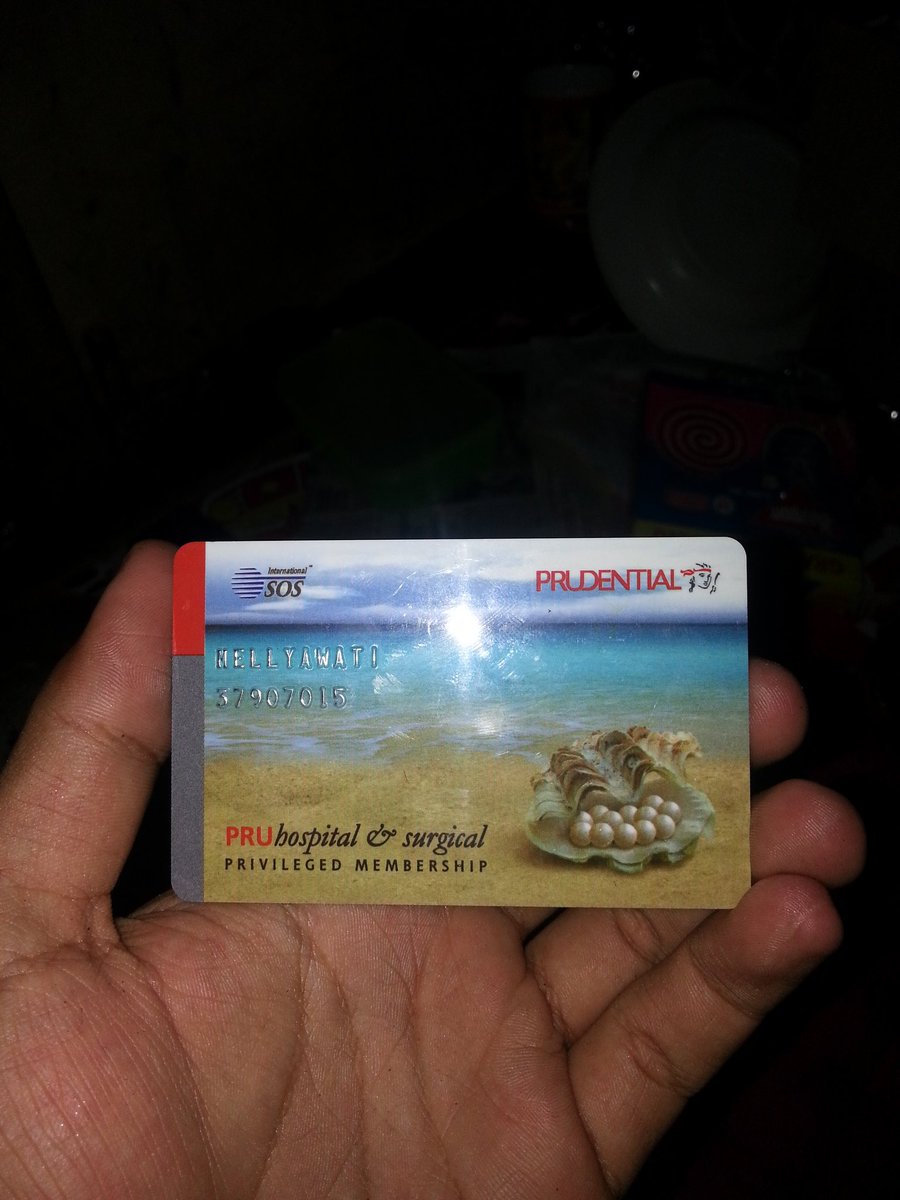 International
SOS
PRUDENTIAL
NELLYAWATI
37907015
PRUhospital & surgical
PRIVILEGED MEMBERSHIP